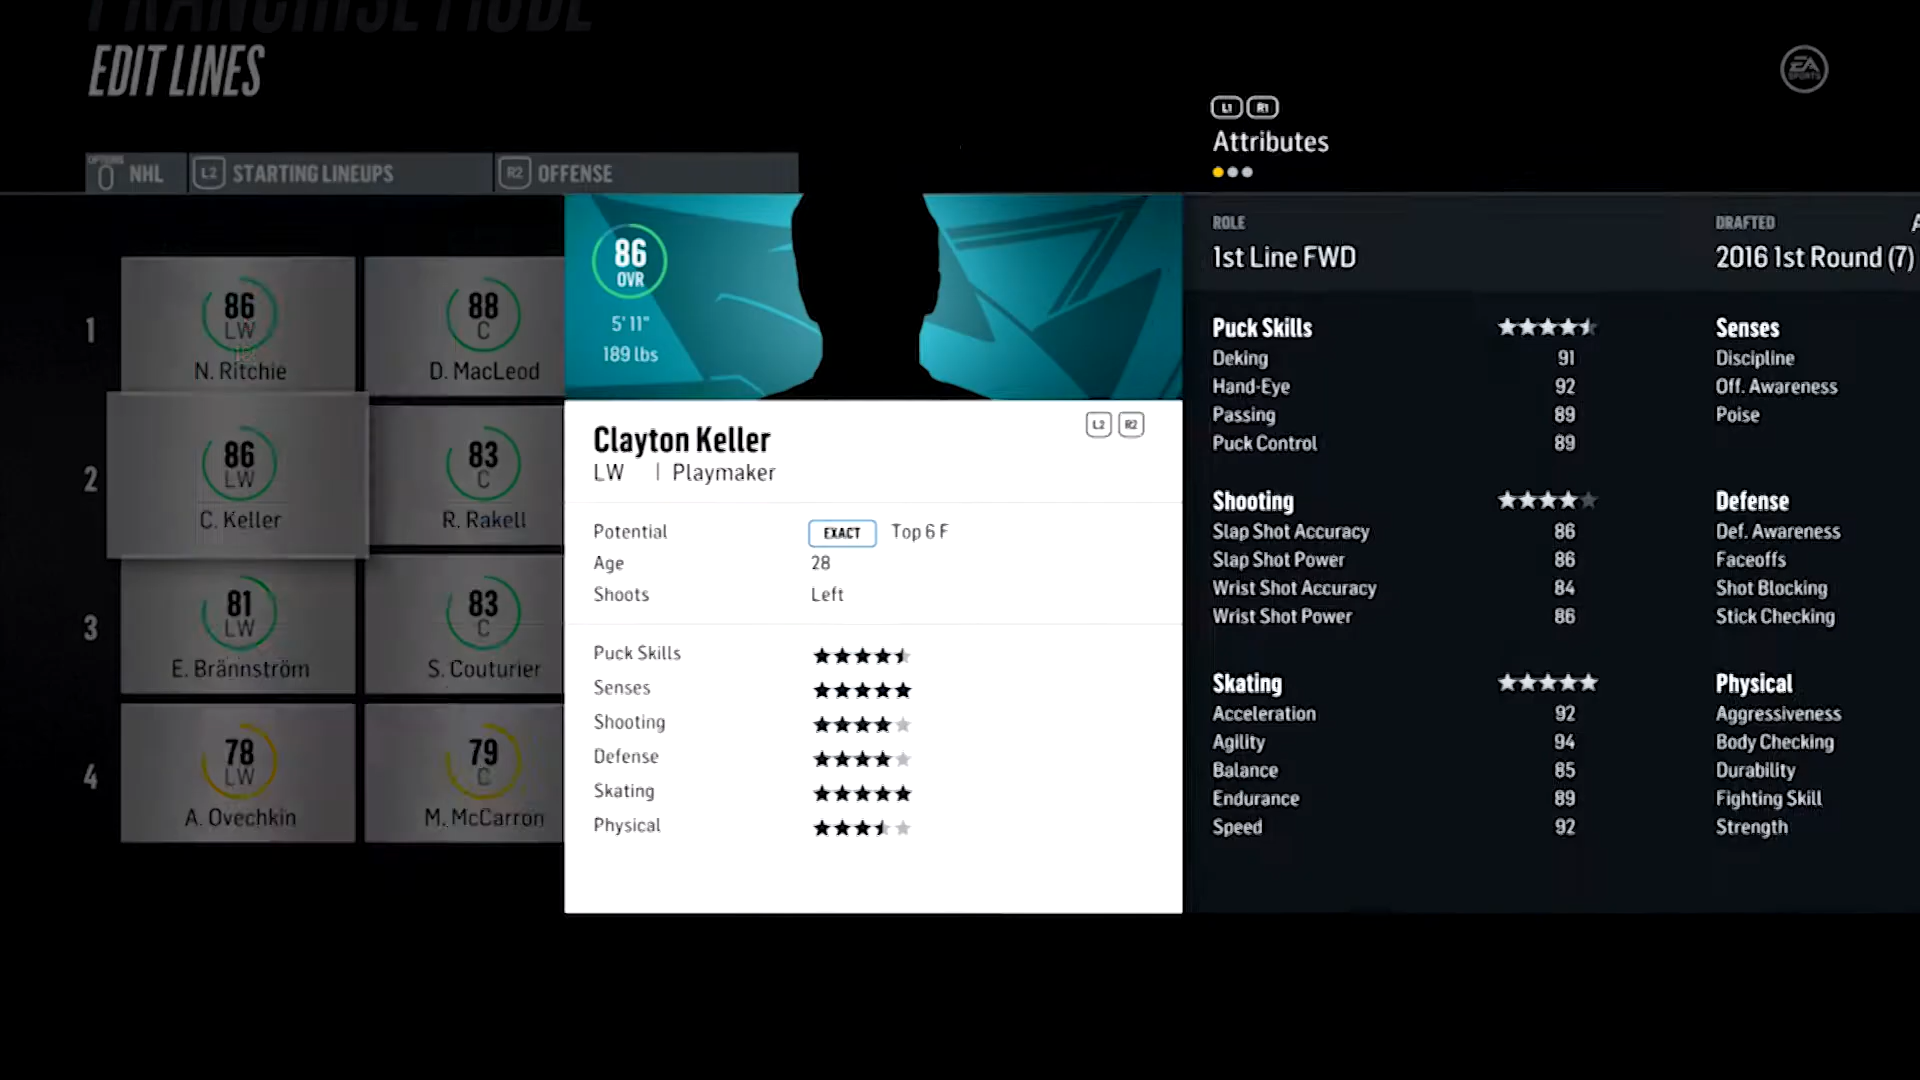 FRANCHISE MODE
EDIT LINES
EA
SPORTS
L1 R1
Attributes
OPTIONS
NHL
L2 STARTING LINEUPS
R2 OFFENSE
1
86
LW
N. Ritchie
88
C
D. MacLeod
2
86
LW
C. Keller
83
C
R. Rakell
3
81
LW
E. Brännström
83
C
S. Couturier
4
78
LW
A. Ovechkin
79
C
M. McCarron
86
OVR
5' 11"
189 lbs
Clayton Keller
L2 R2
LW | Playmaker
Potential EXACT Top 6 F
Age 28
Shoots Left
Puck Skills
Senses
Shooting
Defense
Skating
Physical
ROLE
1st Line FWD
DRAFTED
2016 1st Round (7)
Puck Skills
Deking 91
Hand-Eye 92
Passing 89
Puck Control 89
Senses
Discipline
Off. Awareness
Poise
Shooting
Slap Shot Accuracy 86
Slap Shot Power 86
Wrist Shot Accuracy 84
Wrist Shot Power 86
Defense
Def. Awareness
Faceoffs
Shot Blocking
Stick Checking
Skating
Acceleration 92
Agility 94
Balance 85
Endurance 89
Speed 92
Physical
Aggressiveness
Body Checking
Durability
Fighting Skill
Strength